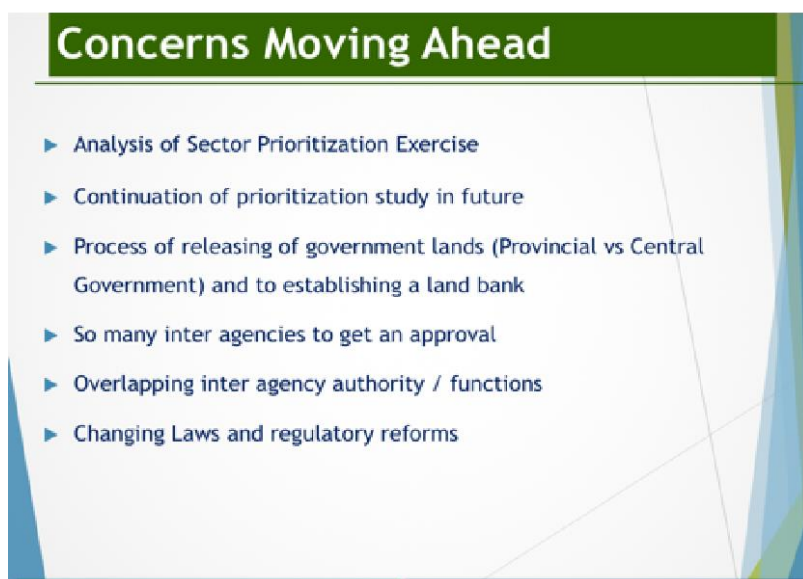 Concerns Moving Ahead
Analysis of Sector Prioritization Exercise
Continuation of prioritization study in future
Process of releasing of government lands (Provincial vs Central
Government) and to establishing a land bank
So many inter agencies to get an approval
Overlapping inter agency authority / functions
Changing Laws and regulatory reforms